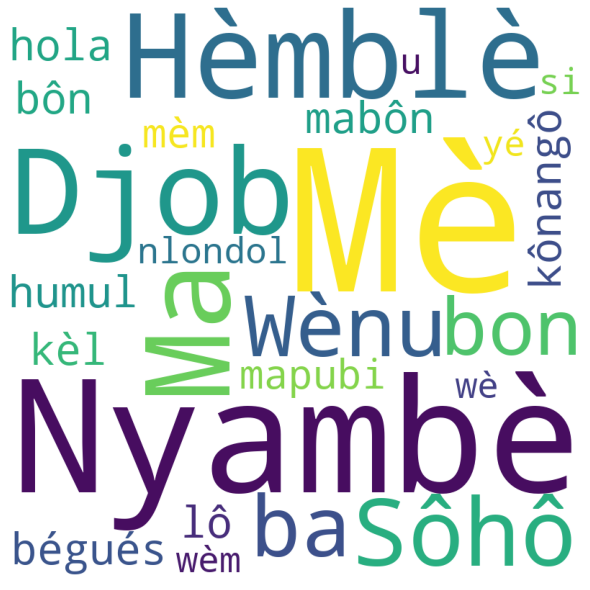 hola
Hèmblè
u
si
bôn
mabôn
mèm
yé
kônangô
Djob
Mè
nlondol
humul
Ma
Wènu
bon
kèl
mapubi
wè
Nyambè
lô
ba
Sôhô
bégués
wèm